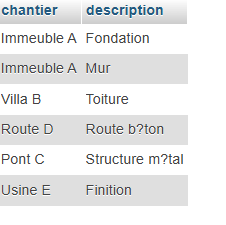 chantier description
Immeuble A Fondation
Immeuble A Mur
Villa B Toiture
Route D Route b?ton
Pont C Structure m?tal
Usine E Finition